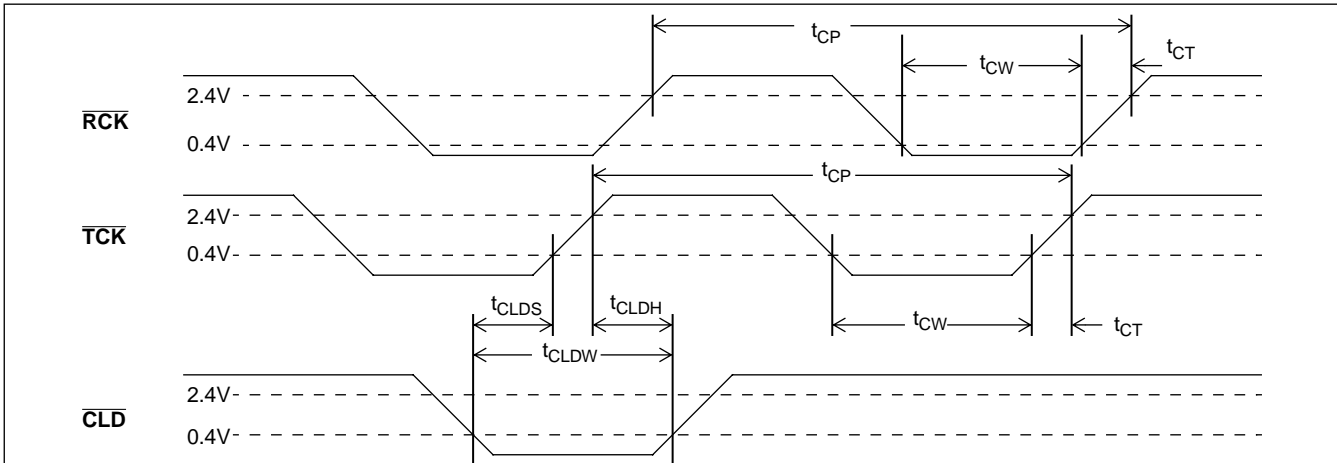 tCP
tCW
tCT
2.4V
RCK
0.4V
tCP
2.4V
TCK
0.4V
tCLDS
tCLDH
tCW
tCT
tCLDW
2.4V
CLD
0.4V